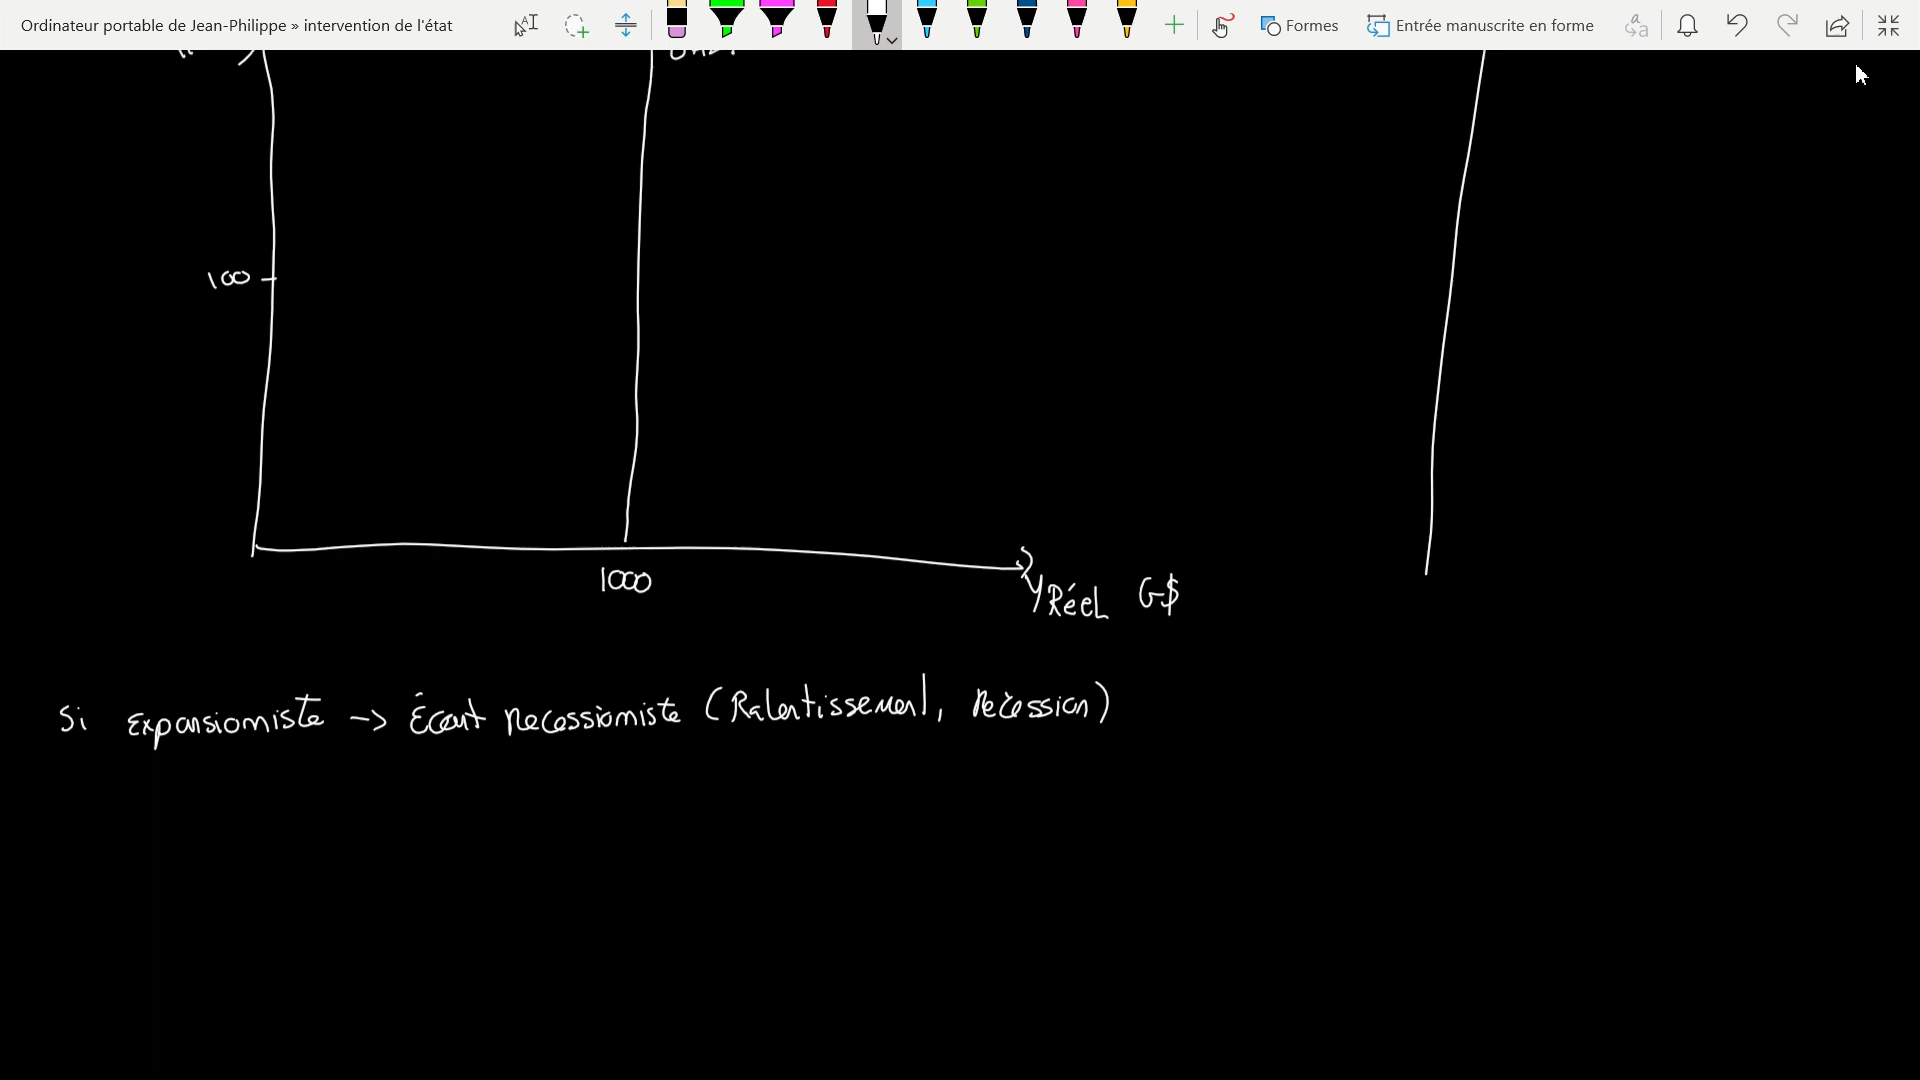 Ordinateur portable de Jean-Philippe » intervention de l'état
Formes
Entrée manuscrite en forme
100
1000
Y Réel G$
Si expansionniste -> Écart récessionniste (Ralentissement, Récession)